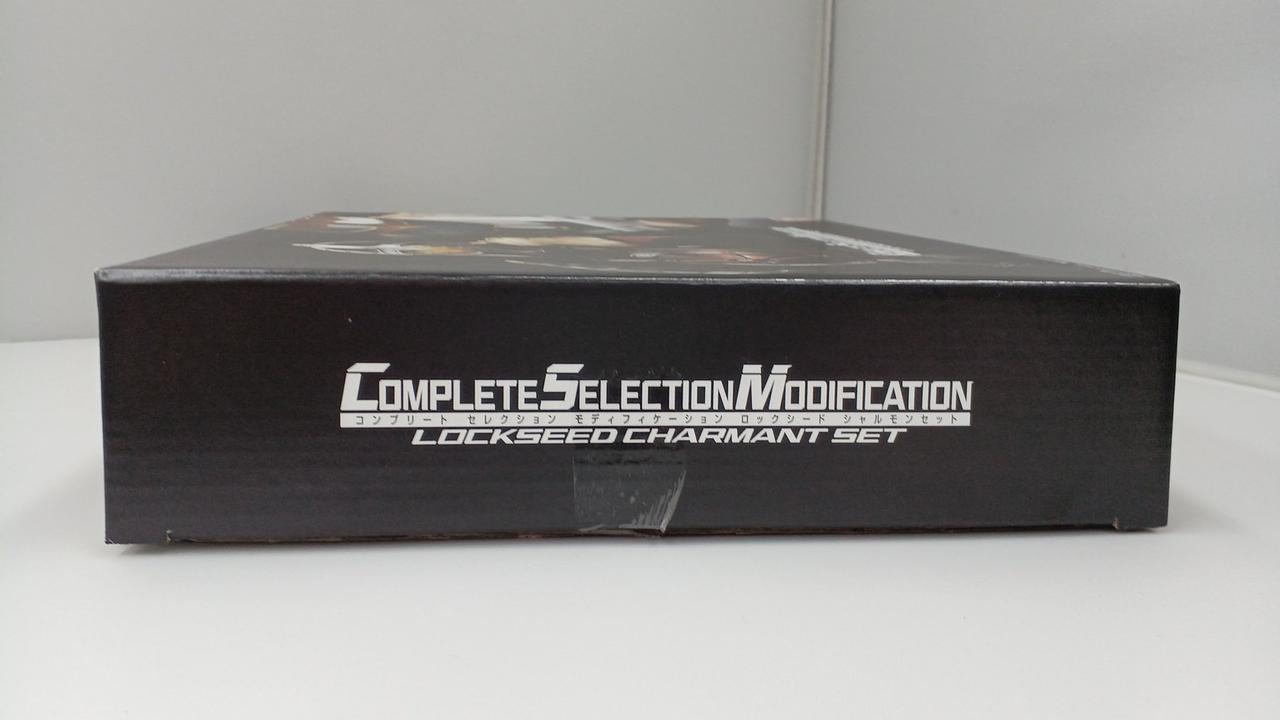 COMPLETE SELECTION MODIFICATION
コンプリート セレクション モディフィケーション ロックシード シャルモンセット
LOCKSEED CHARMANT SET